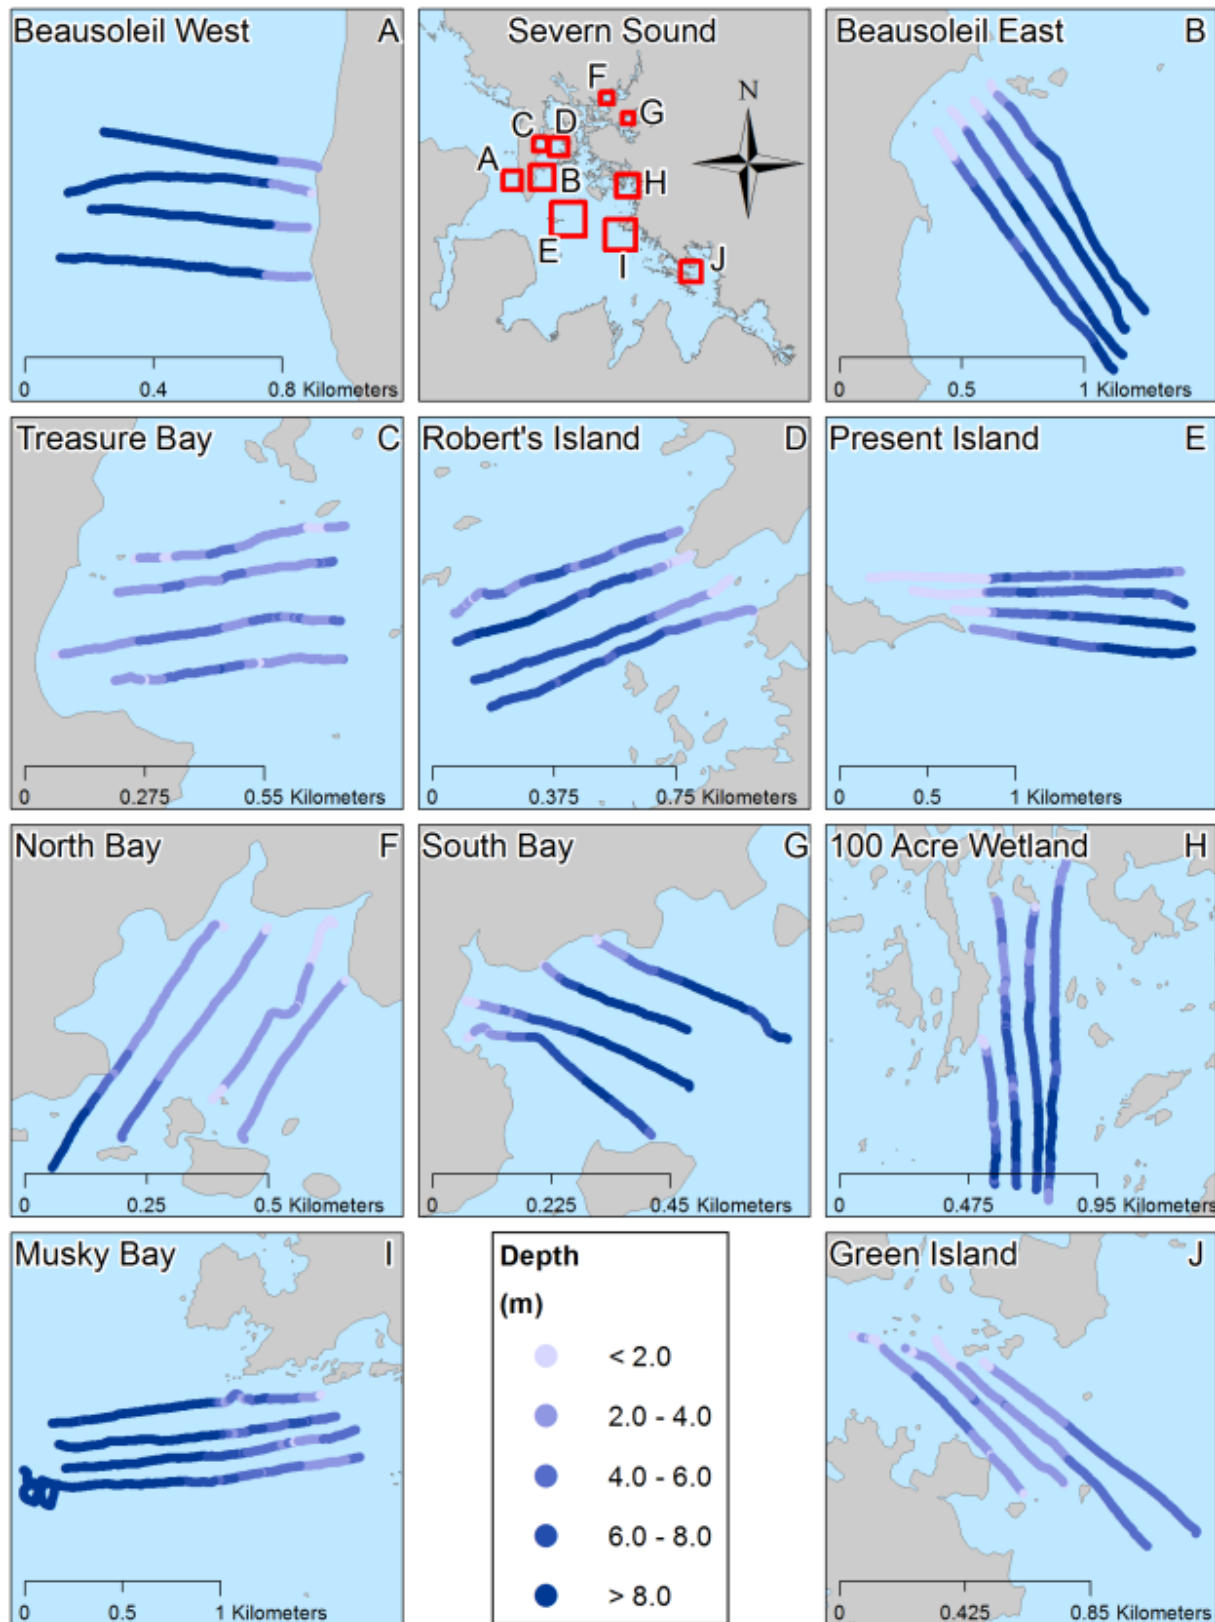 Beausoleil West A
0 0.4 0.8 Kilometers
Severn Sound
F
G
C D
A
B
H
E
I
J
N
Beausoleil East B
0 0.5 1 Kilometers
Treasure Bay C
0 0.275 0.55 Kilometers
Robert's Island D
0 0.375 0.75 Kilometers
Present Island E
0 0.5 1 Kilometers
North Bay F
0 0.25 0.5 Kilometers
South Bay G
0 0.225 0.45 Kilometers
100 Acre Wetland H
0 0.475 0.95 Kilometers
Musky Bay I
0 0.5 1 Kilometers
Depth
(m)
< 2.0
2.0 - 4.0
4.0 - 6.0
6.0 - 8.0
> 8.0
Green Island J
0 0.425 0.85 Kilometers